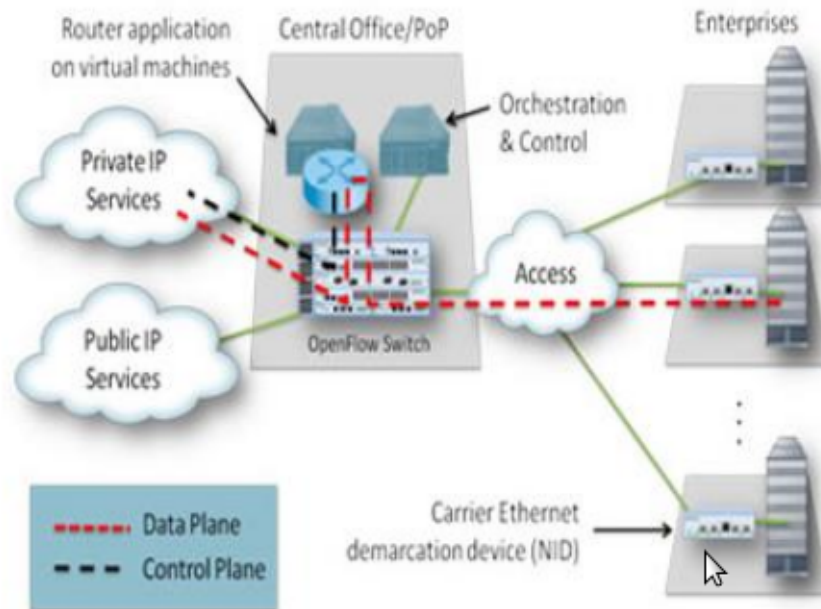 Router application
on virtual machines
Central Office/PoP
Enterprises
Orchestration
& Control
Private IP
Services
Access
Public IP
Services
OpenFlow Switch
Data Plane
Control Plane
Carrier Ethernet
demarcation device (NID)